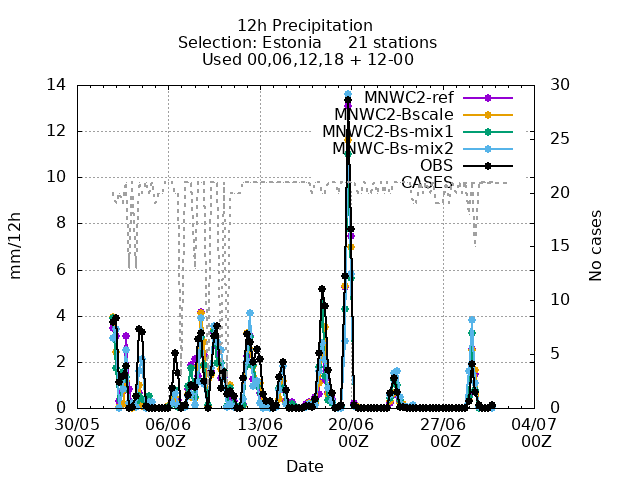 12h Precipitation
Selection: Estonia 21 stations
Used 00,06,12,18 + 12-00
14 30
MNWC2-ref
MNWC2-Bscale
12 25
MNWC2-Bs-mix1
MNWC-Bs-mix2
OBS
10 20
CASES
8
15
6
10
4
5
2
0 0
mm/12h
No cases
30/05 06/06 13/06 20/06 27/06 04/07
00Z 00Z 00Z 00Z 00Z 00Z
Date